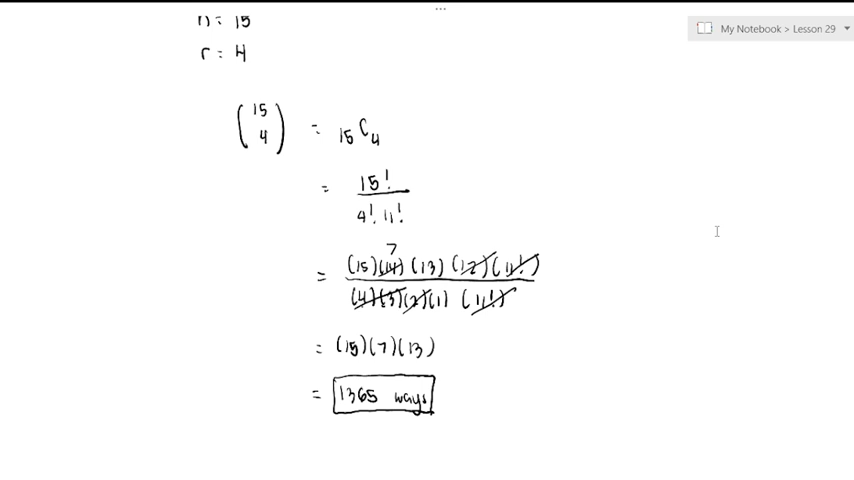 ...
My Notebook > Lesson 29
n = 15
r = 4
(15
4) = 15C4
= 15!
4! 11!
7
= (15)(14)(13)(12)(11!)
(4)(3)(2)(1)(11!)
= (15)(7)(13)
= 1365 ways